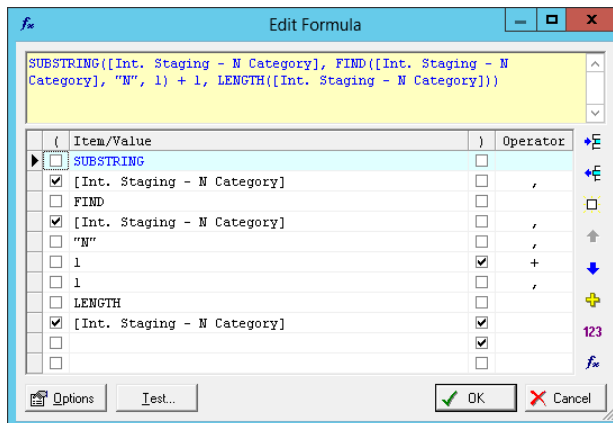 Edit Formula
SUBSTRING([Int. Staging - N Category], FIND([Int. Staging - N
Category], "N", 1) + 1, LENGTH([Int. Staging - N Category]))
( Item/Value ) Operator
SUBSTRING
[Int. Staging - N Category] ,
FIND
[Int. Staging - N Category] ,
"N" ,
1 +
1 ,
LENGTH
[Int. Staging - N Category]
123
fx
Options Test... OK Cancel